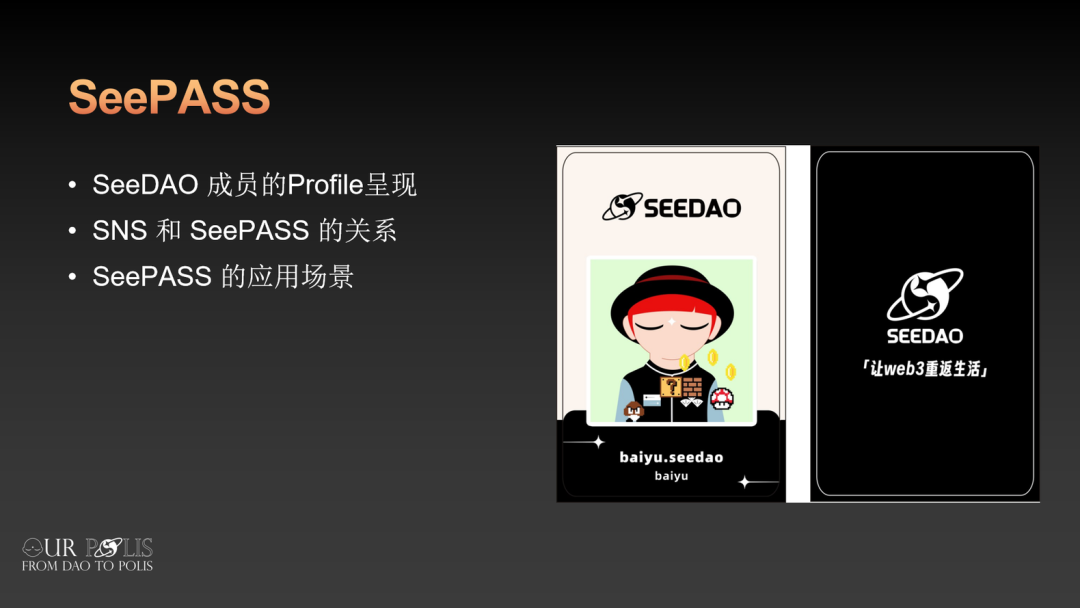 SeePASS
• SeeDAO 成员的Profile呈现
• SNS 和 SeePASS 的关系
• SeePASS 的应用场景
SEEDAO
baiyu.seedao
baiyu
SEEDAO
「让web3重返生活」
OUR POLIS
FROM DAO TO POLIS